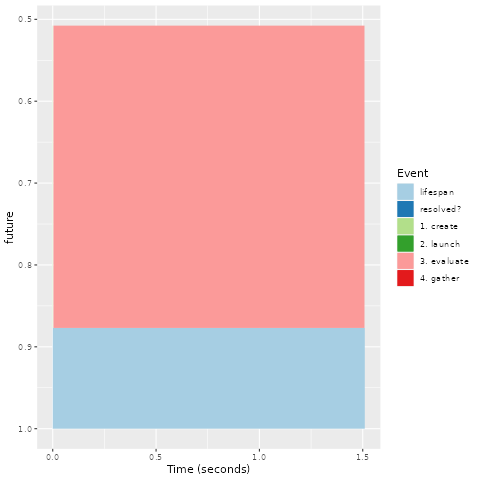 0.5
0.6
0.7
0.8
0.9
1.0
future
0.0 0.5 1.0 1.5
Time (seconds)
Event
lifespan
resolved?
1. create
2. launch
3. evaluate
4. gather